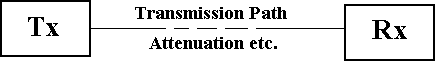 Tx
Transmission Path
Attenuation etc.
Rx